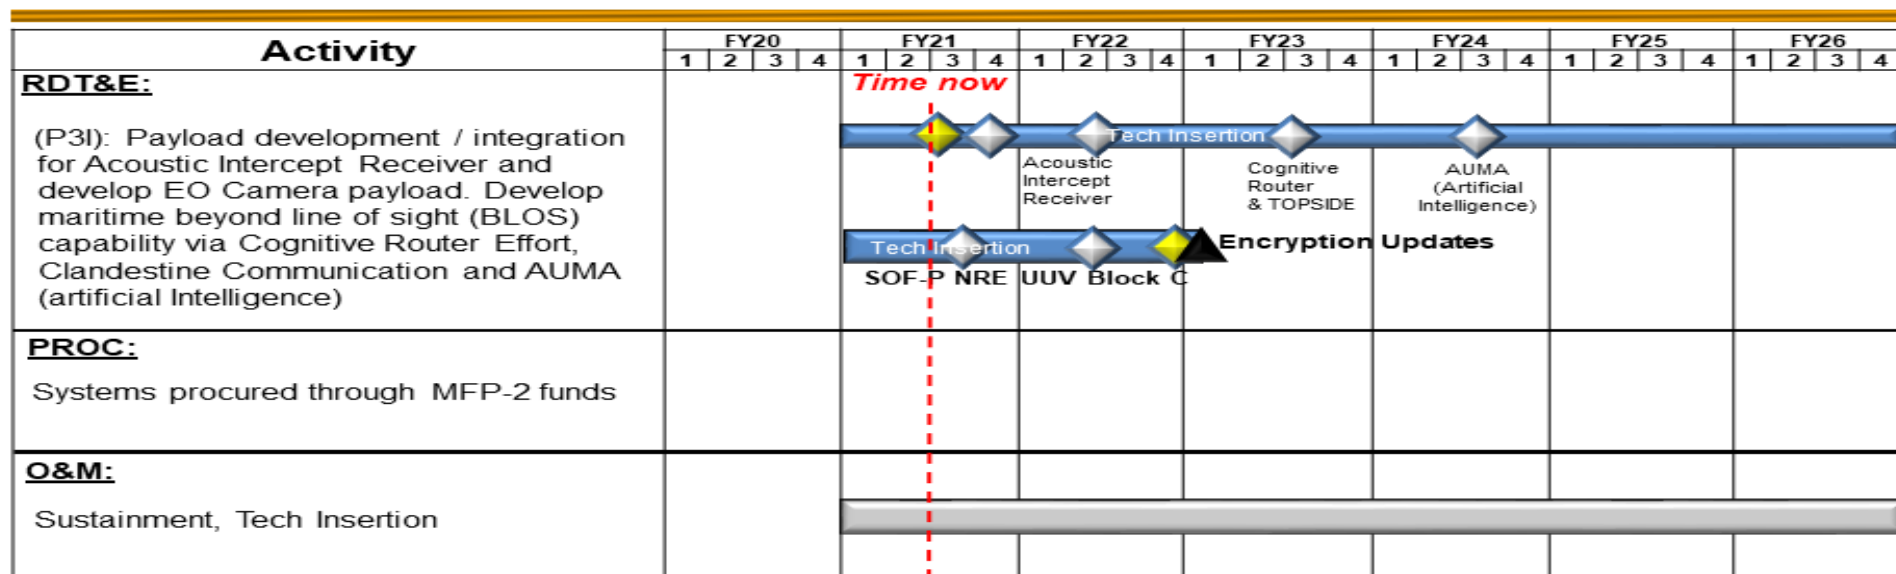 Activity
FY20 FY21 FY22 FY23 FY24 FY25 FY26
1 2 3 4 1 2 3 4 1 2 3 4 1 2 3 4 1 2 3 4 1 2 3 4 1 2 3 4
RDT&E:
Time now
(P3I): Payload development / integration
for Acoustic Intercept Receiver and
develop EO Camera payload. Develop
maritime beyond line of sight (BLOS)
capability via Cognitive Router Effort,
Clandestine Communication and AUMA
(artificial Intelligence)
Tech Insertion
Acoustic
Intercept
Receiver
Cognitive
Router
& TOPSIDE
AUMA
(Artificial
Intelligence)
Tech Insertion
Encryption Updates
SOF-P NRE UUV Block C
PROC:
Systems procured through MFP-2 funds
O&M:
Sustainment, Tech Insertion